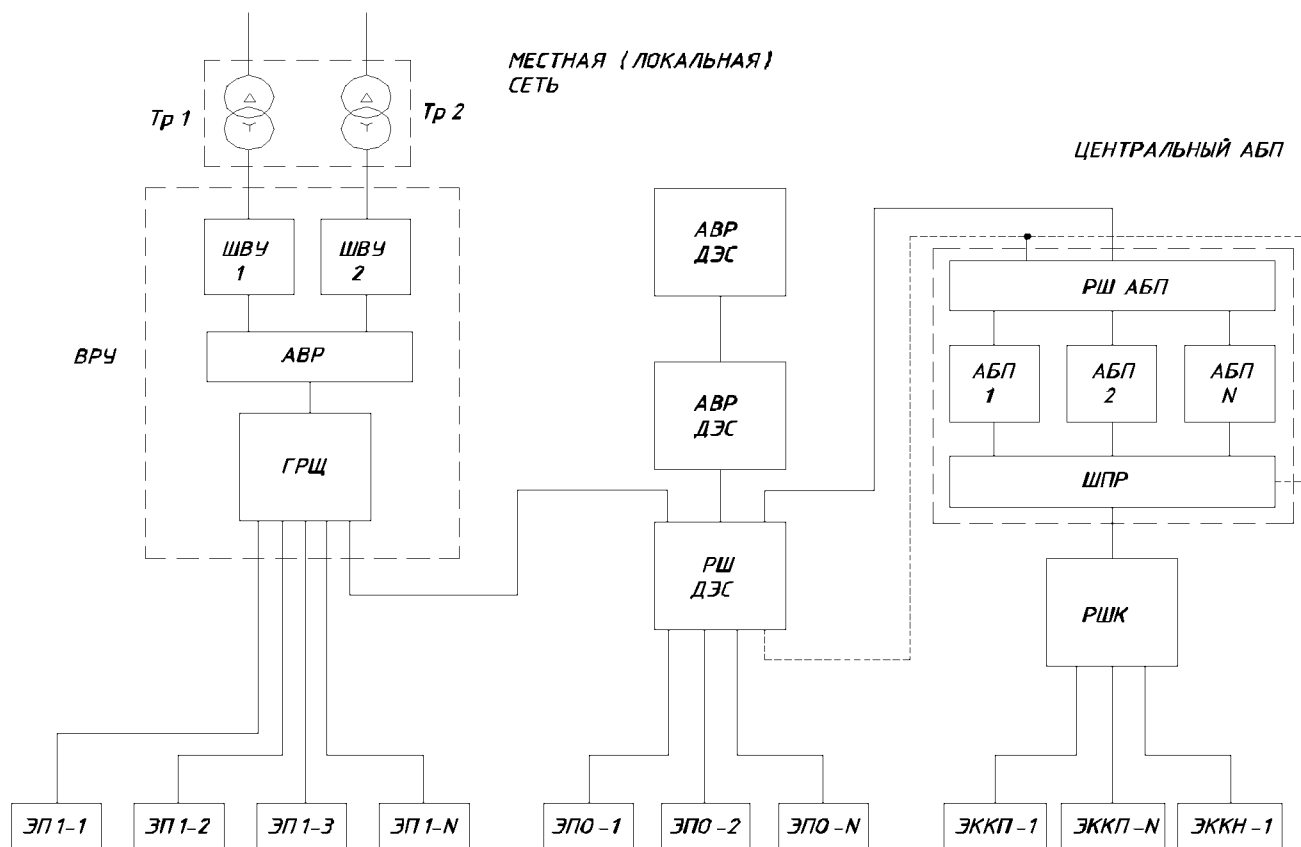 МЕСТНАЯ (ЛОКАЛЬНАЯ)
СЕТЬ
Тр 1
Тр 2
ЦЕНТРАЛЬНЫЙ АБП
ШВУ
1
ШВУ
2
АВР
ДЭС
РШ АБП
ВРУ
АВР
АВР
ДЭС
АБП
1
АБП
2
АБП
N
ГРЩ
ШПР
РШ
ДЭС
РШК
ЭП 1-1
ЭП 1-2
ЭП 1-3
ЭП 1-N
ЭПО-1
ЭПО-2
ЭПО-N
ЭККП-1
ЭККП-N
ЭККН-1